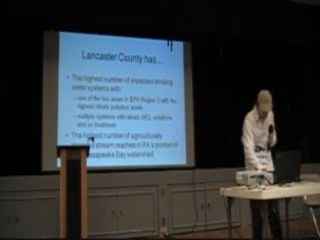 Lancaster County has...
• The highest number of impacted drinking
water systems with:
– one of the two areas in EPA Region 3 with the
highest nitrate pollution levels
– multiple systems with nitrate MCL violations
and on treatment
• The highest number of agriculturally
stream reaches in PA's portion of
Chesapeake Bay watershed.